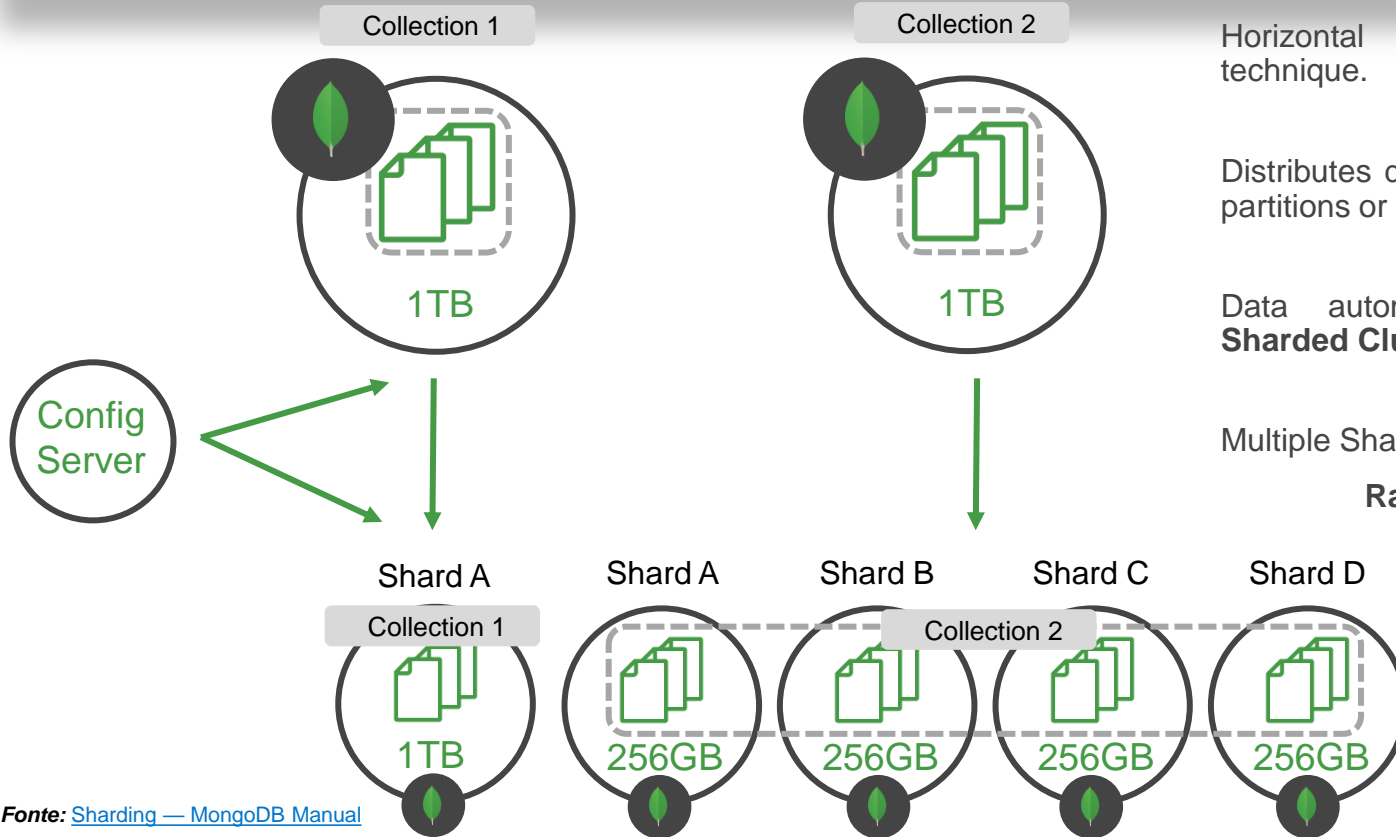 Collection 1
Collection 2
Horizontal
technique.
1TB
1TB
Distributes
partitions or
Data
Sharded
Multiple
Config
Server
Shard A
Shard A
Shard B
Shard C
Shard D
Collection 1
Collection 2
1TB
256GB
256GB
256GB
256GB
Fonte: Sharding — MongoDB Manual